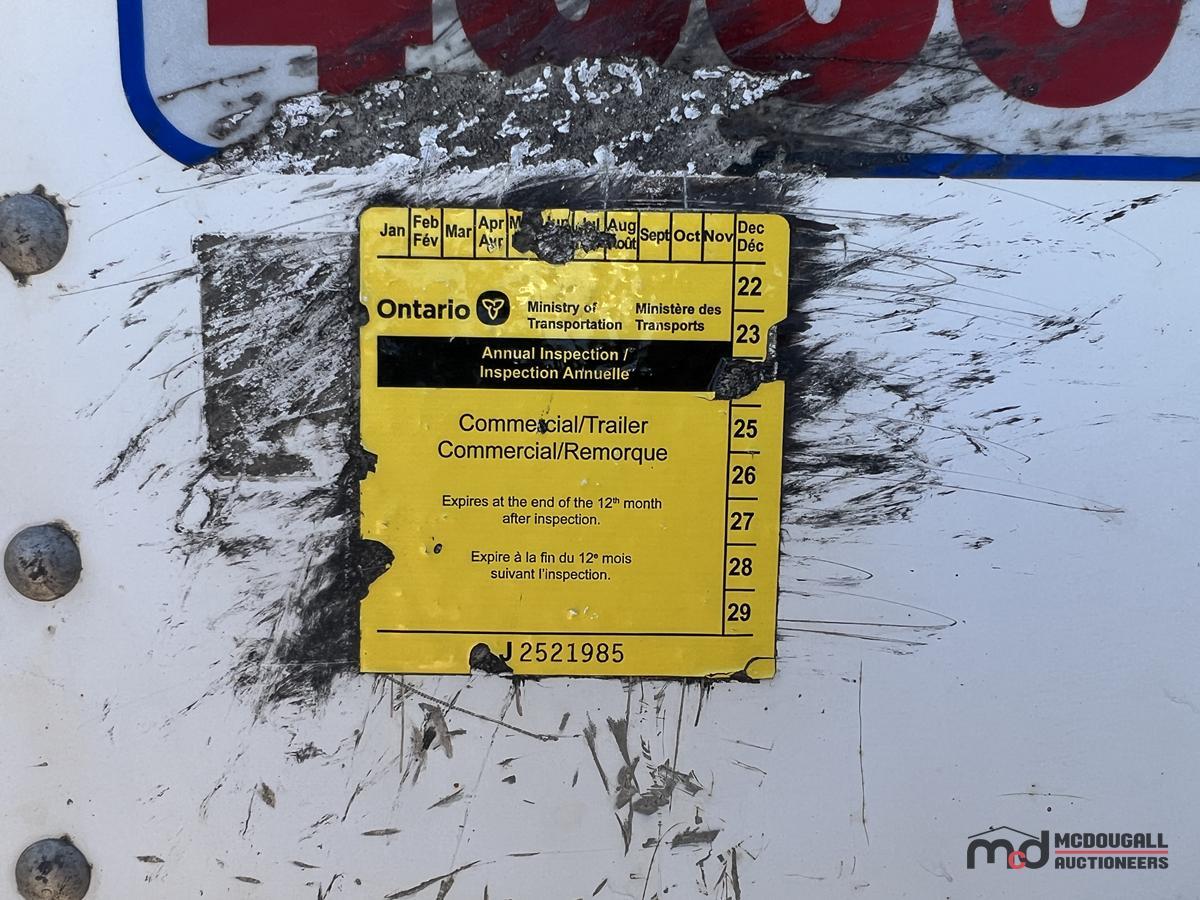 Jan Feb Mar Apr Aug Sept Oct Nov Dec
Fév Avr Août Déc
22
Ontario Ministry of Ministère des
Transportation Transports
23
Annual Inspection /
Inspection Annuelle
Commercial/Trailer
25
Commercial/Remorque
26
Expires at the end of the 12th month
after inspection.
27
Expire à la fin du 12e mois
suivant l'inspection.
28
29
J 2521985
mcd MCDOUGALL
AUCTIONEERS